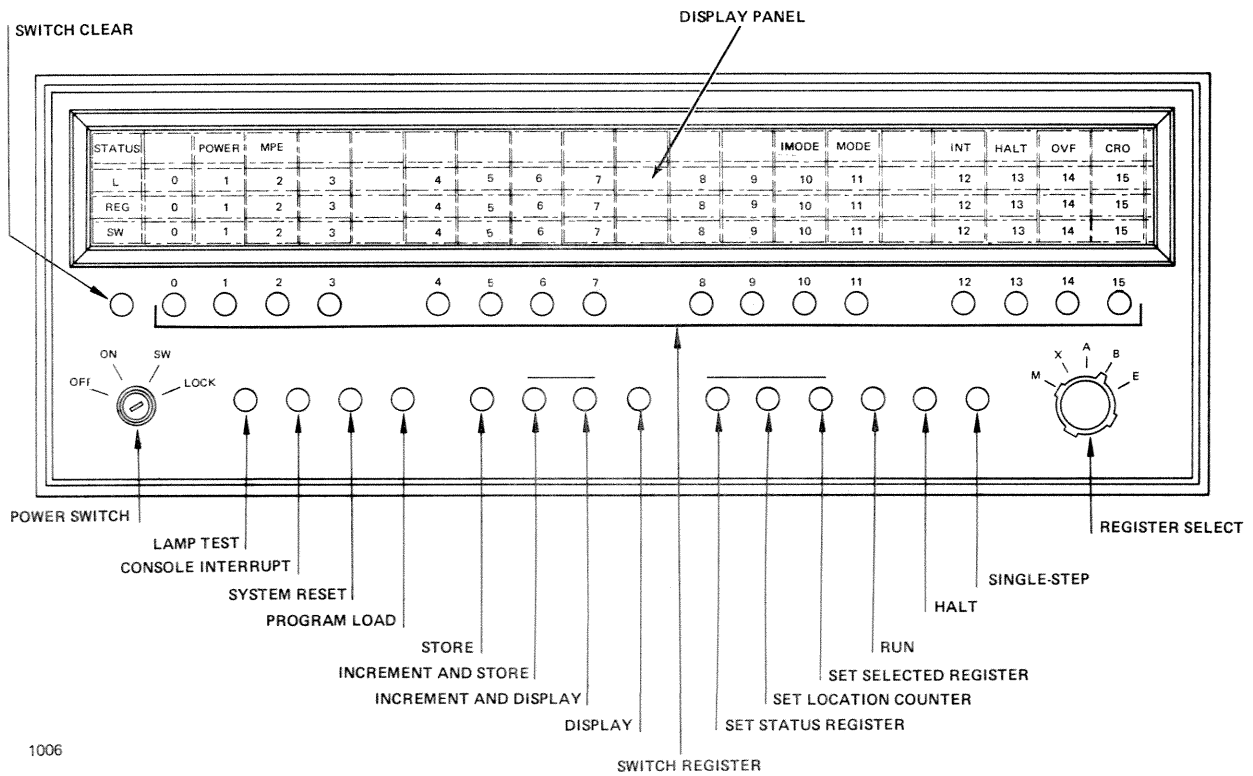 DISPLAY PANEL
SWITCH CLEAR
STATUS POWER MPE IMODE MODE INT HALT OVF CRO
L 0 1 2 3 4 5 6 7 8 9 10 11 12 13 14 15
REG 0 1 2 3 4 5 6 7 8 9 10 11 12 13 14 15
SW 0 1 2 3 4 5 6 7 8 9 10 11 12 13 14 15
0 1 2 3 4 5 6 7 8 9 10 11 12 13 14 15
OFF ON SW LOCK
M X A B E
POWER SWITCH
REGISTER SELECT
LAMP TEST
CONSOLE INTERRUPT
SYSTEM RESET
PROGRAM LOAD
STORE
INCREMENT AND STORE
INCREMENT AND DISPLAY
DISPLAY
SINGLE-STEP
HALT
RUN
SET SELECTED REGISTER
SET LOCATION COUNTER
SET STATUS REGISTER
1006
SWITCH REGISTER